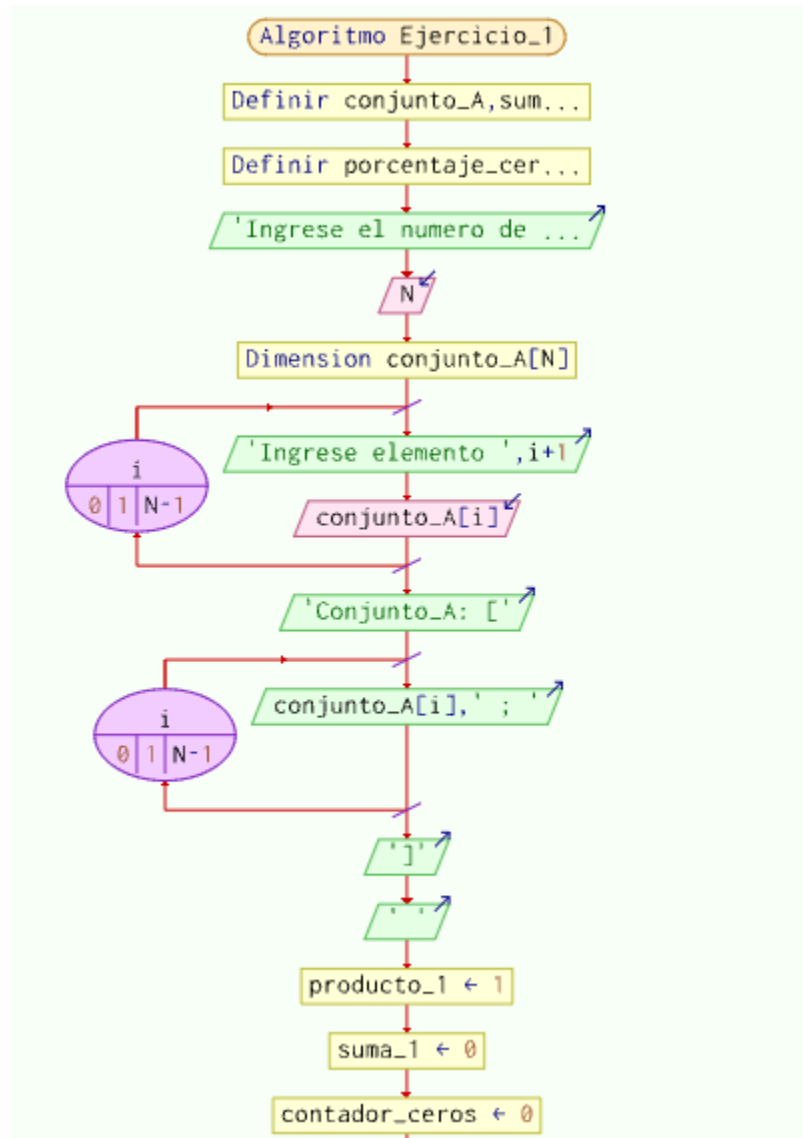 Algoritmo Ejercicio_1
Definir conjunto_A,sum...
Definir porcentaje_cer...
'Ingrese el numero de ...
N
Dimension conjunto_A[N]
'Ingrese elemento ',i+1
i
0 1 N-1
conjunto_A[i]
'Conjunto_A: ['
conjunto_A[i],' ; '
i
0 1 N-1
']'
' '
producto_1 ← 1
suma_1 ← 0
contador_ceros ← 0